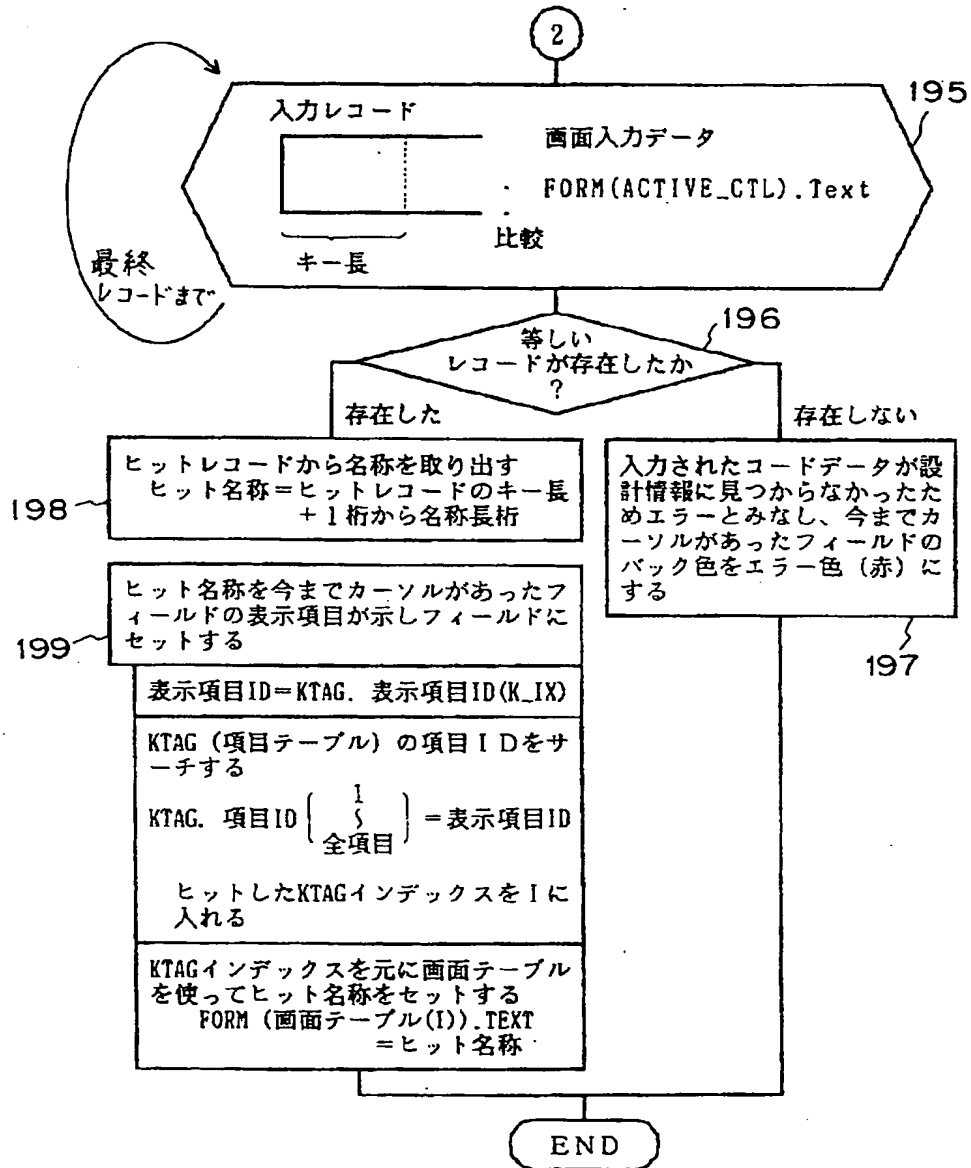 2
195
入力レコード
画面入力データ
FORM(ACTIVE_CTL).Text
比較
キー長
最終
レコードまで
196
等しい
レコードが存在したか
?
存在した
存在しない
ヒットレコードから名称を取り出す
ヒット名称=ヒットレコードのキー長
+1桁から名称長桁
198
入力されたコードデータが設
計情報に見つからなかったた
めエラーとみなし、今までカ
ーソルがあったフィールドの
バック色をエラー色(赤)に
する
197
ヒット名称を今までカーソルがあったフ
ィールドの表示項目が示しフィールドに
セットする
199
表示項目ID=KTAG. 表示項目ID(K_IX)
KTAG(項目テーブル)の項目IDをサ
ーチする
1
KTAG. 項目ID( ∫ )=表示項目ID
全項目
ヒットしたKTAGインデックスをIに
入れる
KTAGインデックスを元に画面テーブル
を使ってヒット名称をセットする
FORM(画面テーブル(I)).TEXT
=ヒット名称
END